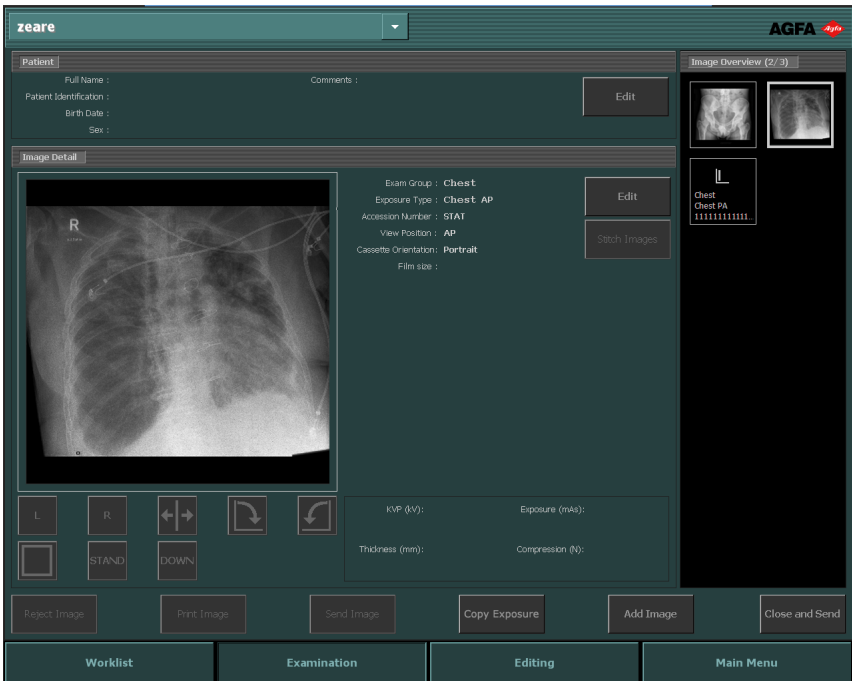 zeare
AGFA Agfa
Patient
Full Name :
Comments :
Patient Identification :
Birth Date :
Sex :
Edit
Image Overview (2/3)
Chest
Chest PA
111111111111..
Image Detail
R
Exam Group : Chest
Exposure Type : Chest AP
Accession Number : STAT
View Position : AP
Cassette Orientation: Portrait
Film size :
Edit
Stitch Images
L
R
STAND
DOWN
KVP (kV):
Exposure (mAs):
Thickness (mm):
Compression (N):
Reject Image
Print Image
Send Image
Copy Exposure
Add Image
Close and Send
Worklist
Examination
Editing
Main Menu